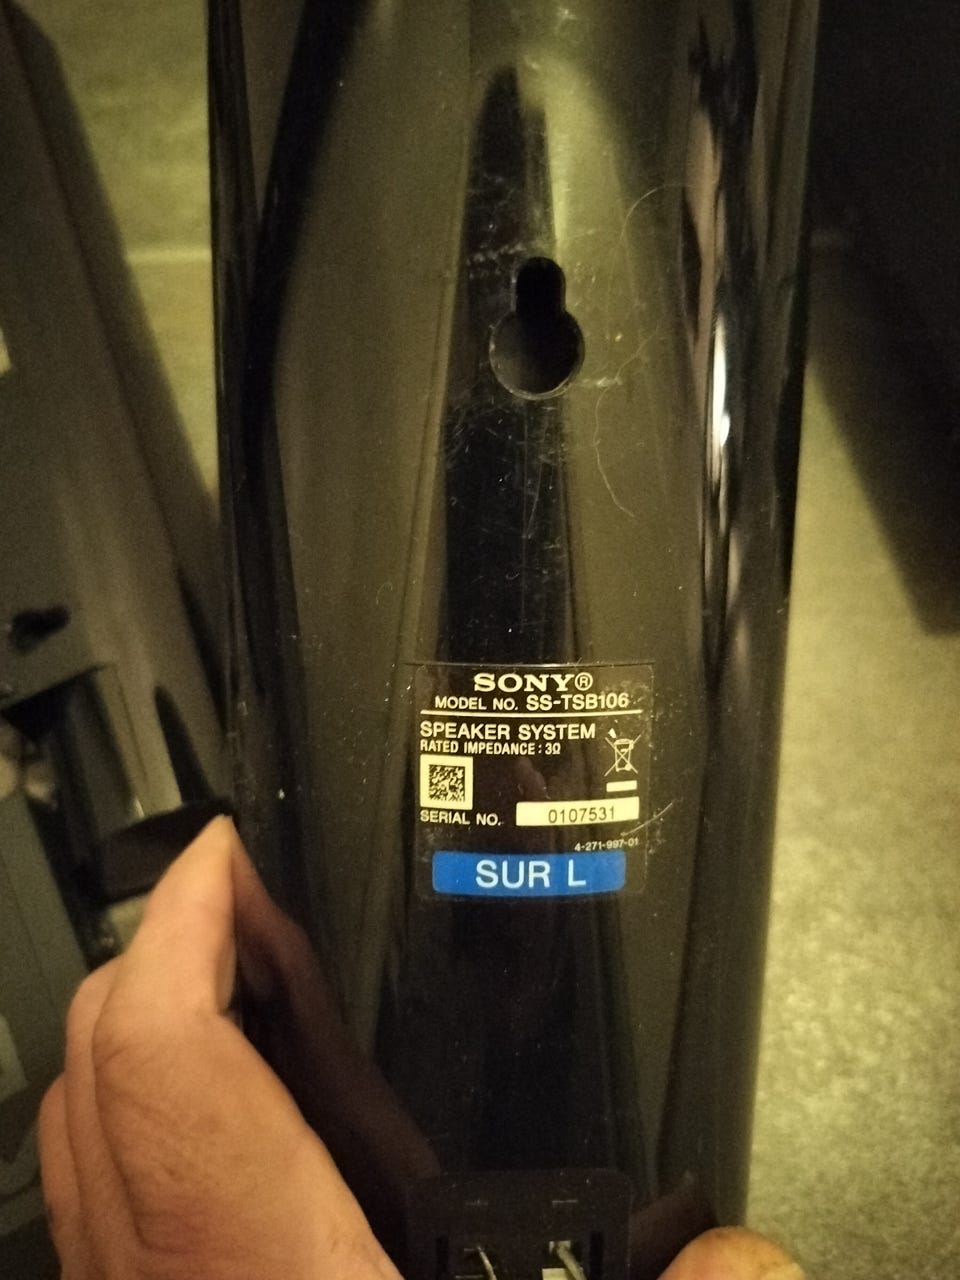 SONY®
MODEL NO. SS-TSB106
SPEAKER SYSTEM
RATED IMPEDANCE : 3Ω
SERIAL NO. 0107531
4-271-997-01
SUR L